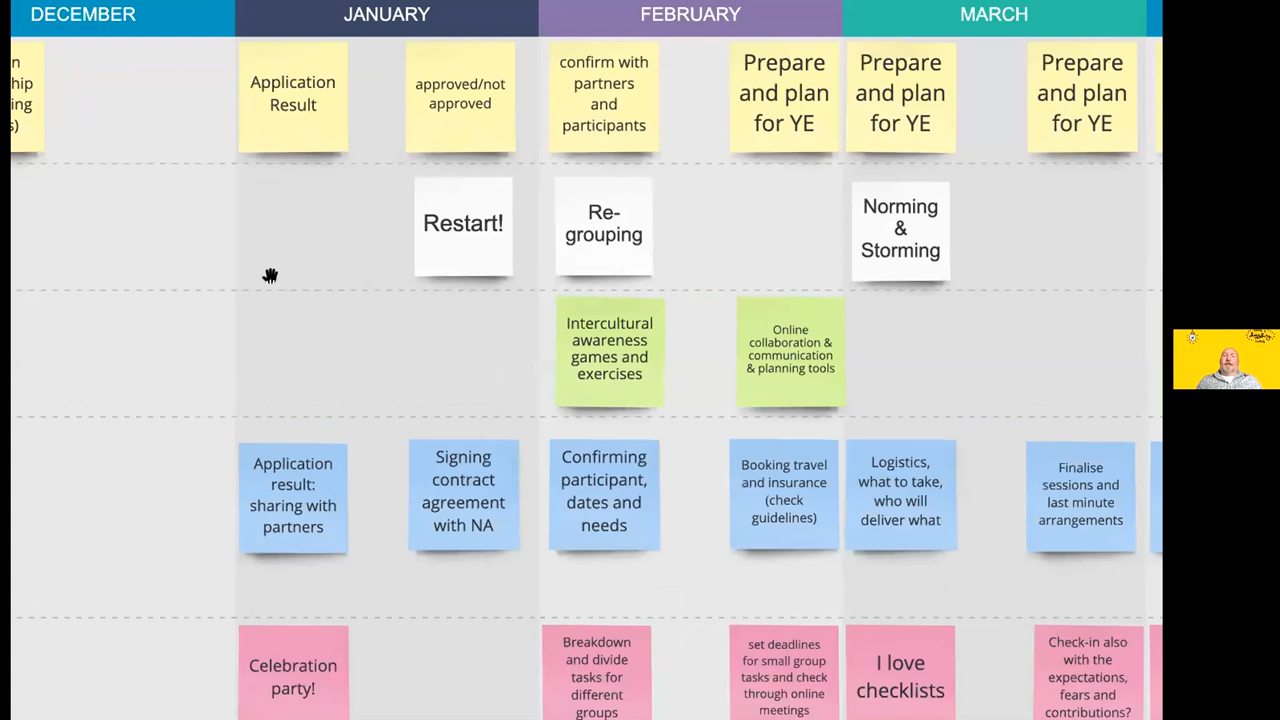 DECEMBER
JANUARY
FEBRUARY
MARCH
Application
Result
approved/not
approved
confirm with
partners
and
participants
Prepare
and plan
for YE
Prepare
and plan
for YE
Prepare
and plan
for YE
Restart!
Re-
grouping
Norming
&
Storming
Intercultural
awareness
games and
exercises
Online
collaboration &
communication
& planning tools
Application
result:
sharing with
partners
Signing
contract
agreement
with NA
Confirming
participant,
dates and
needs
Booking travel
and insurance
(check
guidelines)
Logistics,
what to take,
who will
deliver what
Finalise
sessions and
last minute
arrangements
Celebration
party!
Breakdown
and divide
tasks for
different
groups
set deadlines
for small group
tasks and check
through online
meetings
I love
checklists
Check-in also
with the
expectations,
fears and
contributions?